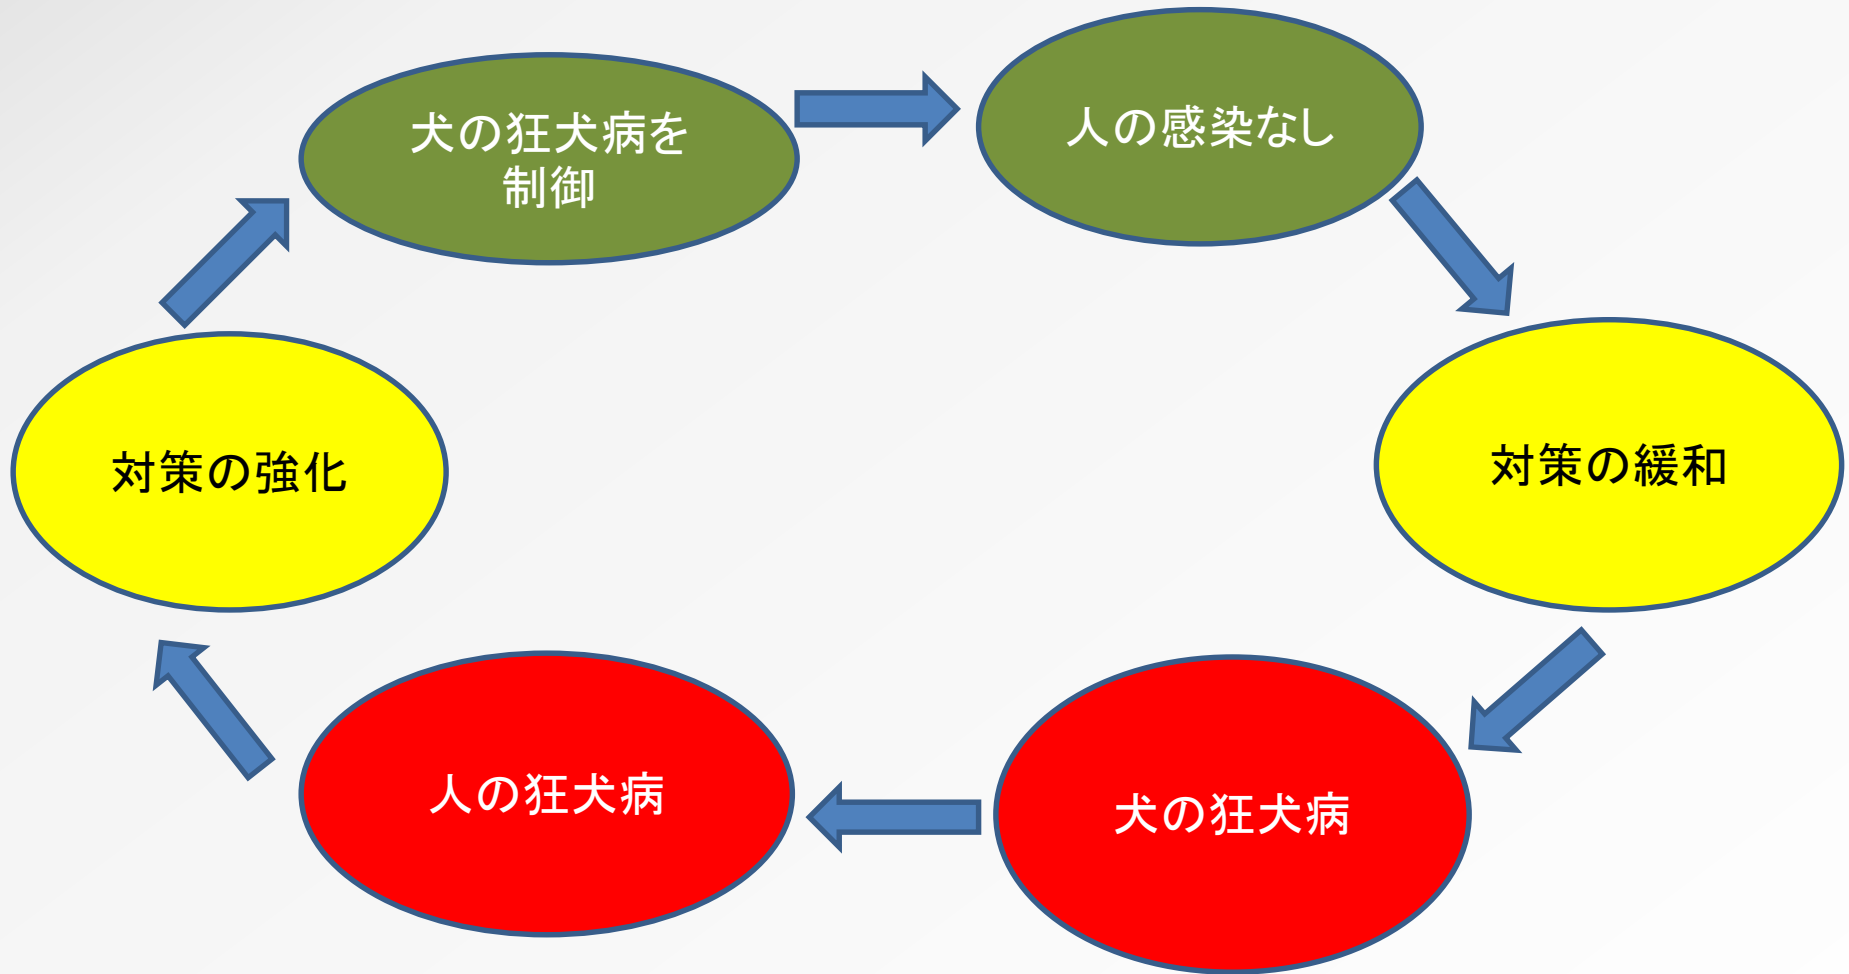 犬の狂犬病を
制御
人の感染なし
対策の強化
対策の緩和
人の狂犬病
犬の狂犬病